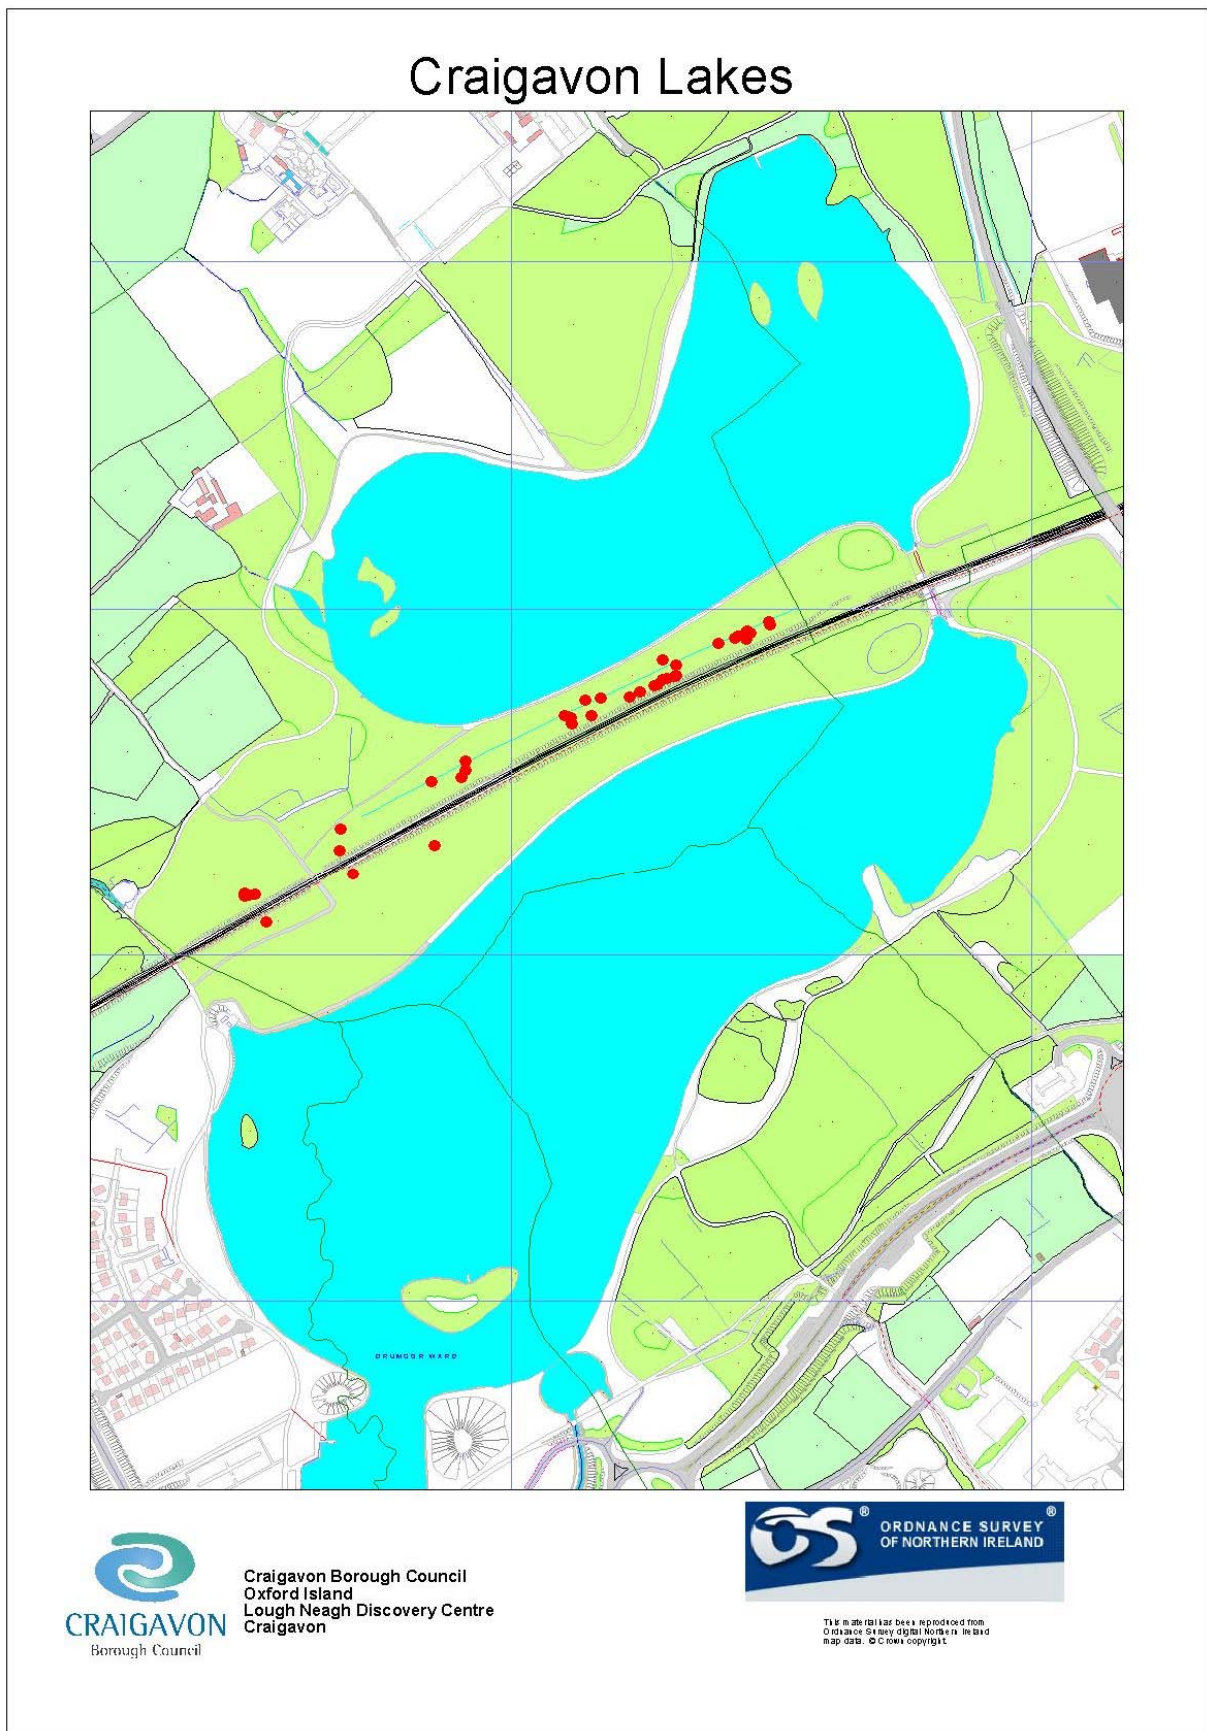 Craigavon Lakes
DRUMGOR WARD
CRAIGAVON
Borough Council
Craigavon Borough Council
Oxford Island
Lough Neagh Discovery Centre
Craigavon
OS®
ORDNANCE SURVEY®
OF NORTHERN IRELAND
This material has been reproduced from
Ordnance Survey digital Northern Ireland
map data. © Crown copyright.